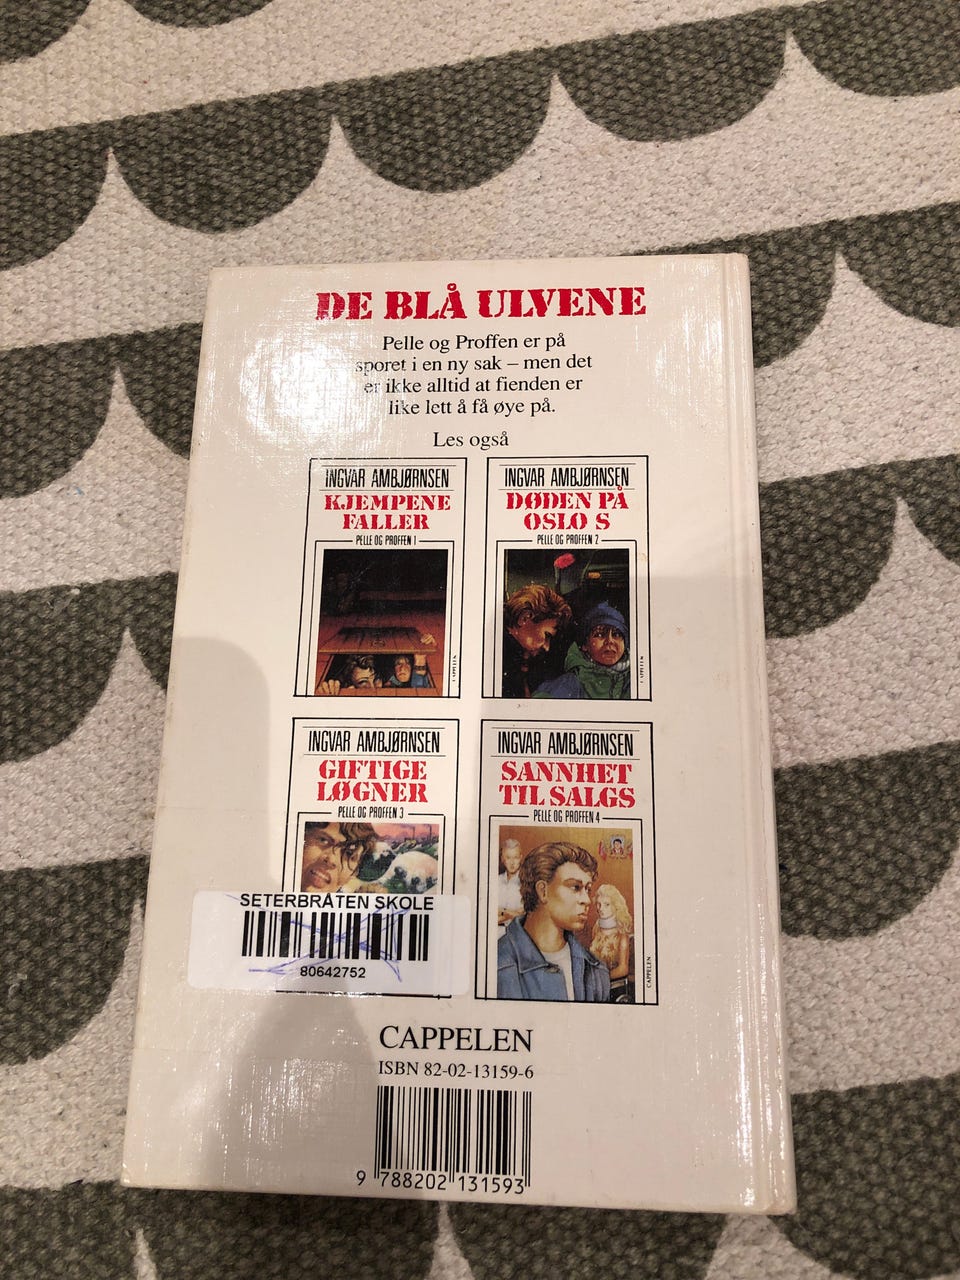 DE BLÅ ULVENE
Pelle og Proffen er på
sporet i en ny sak – men det
er ikke alltid at fienden er
like lett å få øye på.
Les også
INGVAR AMBJØRNSEN
KJEMPENE
FALLER
PELLE OG PROFFEN 1
CAPPELEN
INGVAR AMBJØRNSEN
DØDEN PÅ
OSLO S
PELLE OG PROFFEN 2
CAPPELEN
INGVAR AMBJØRNSEN
GIFTIGE
LØGNER
PELLE OG PROFFEN 3
INGVAR AMBJØRNSEN
SANNHET
TIL SALGS
PELLE OG PROFFEN 4
CAPPELEN
SETERBRÅTEN SKOLE
80642752
CAPPELEN
ISBN 82-02-13159-6
9 788202 131593